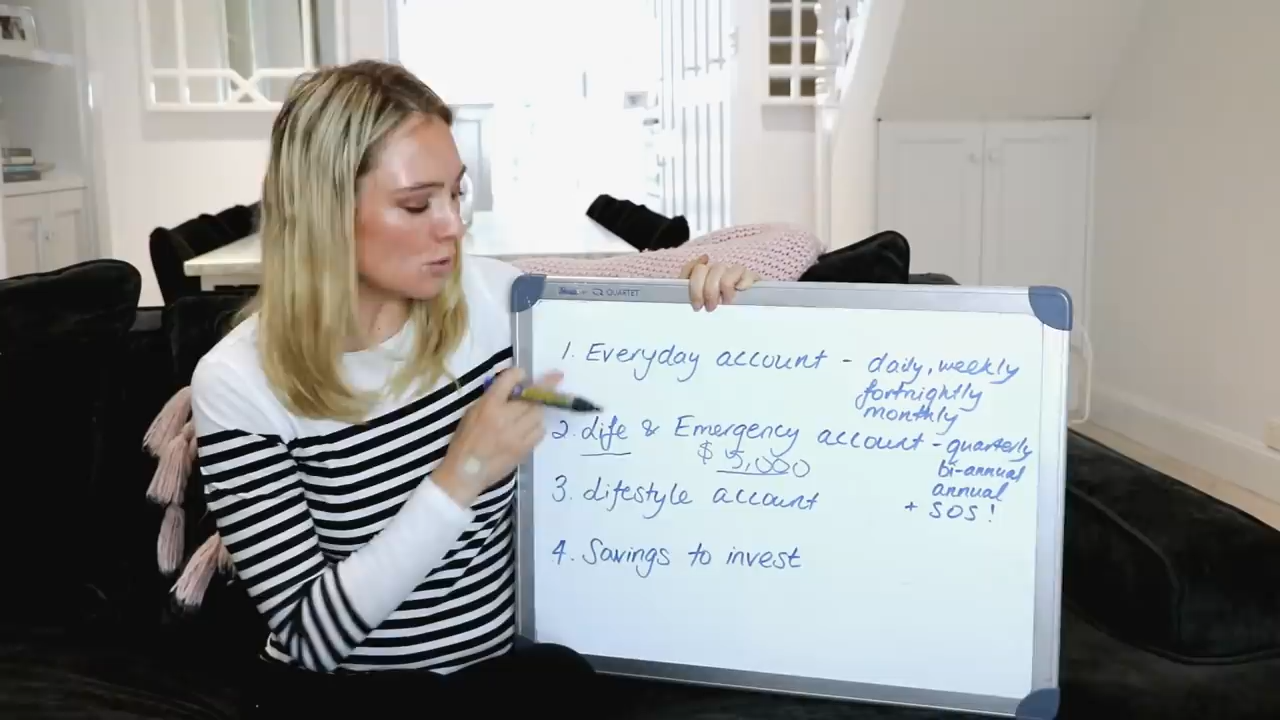 QUARTET
1. Everyday account - daily, weekly
fortnightly
monthly
2. Life & Emergency account - quarterly
$5,000
bi-annual
annual
+ SOS!
3. Lifestyle account
4. Savings to invest